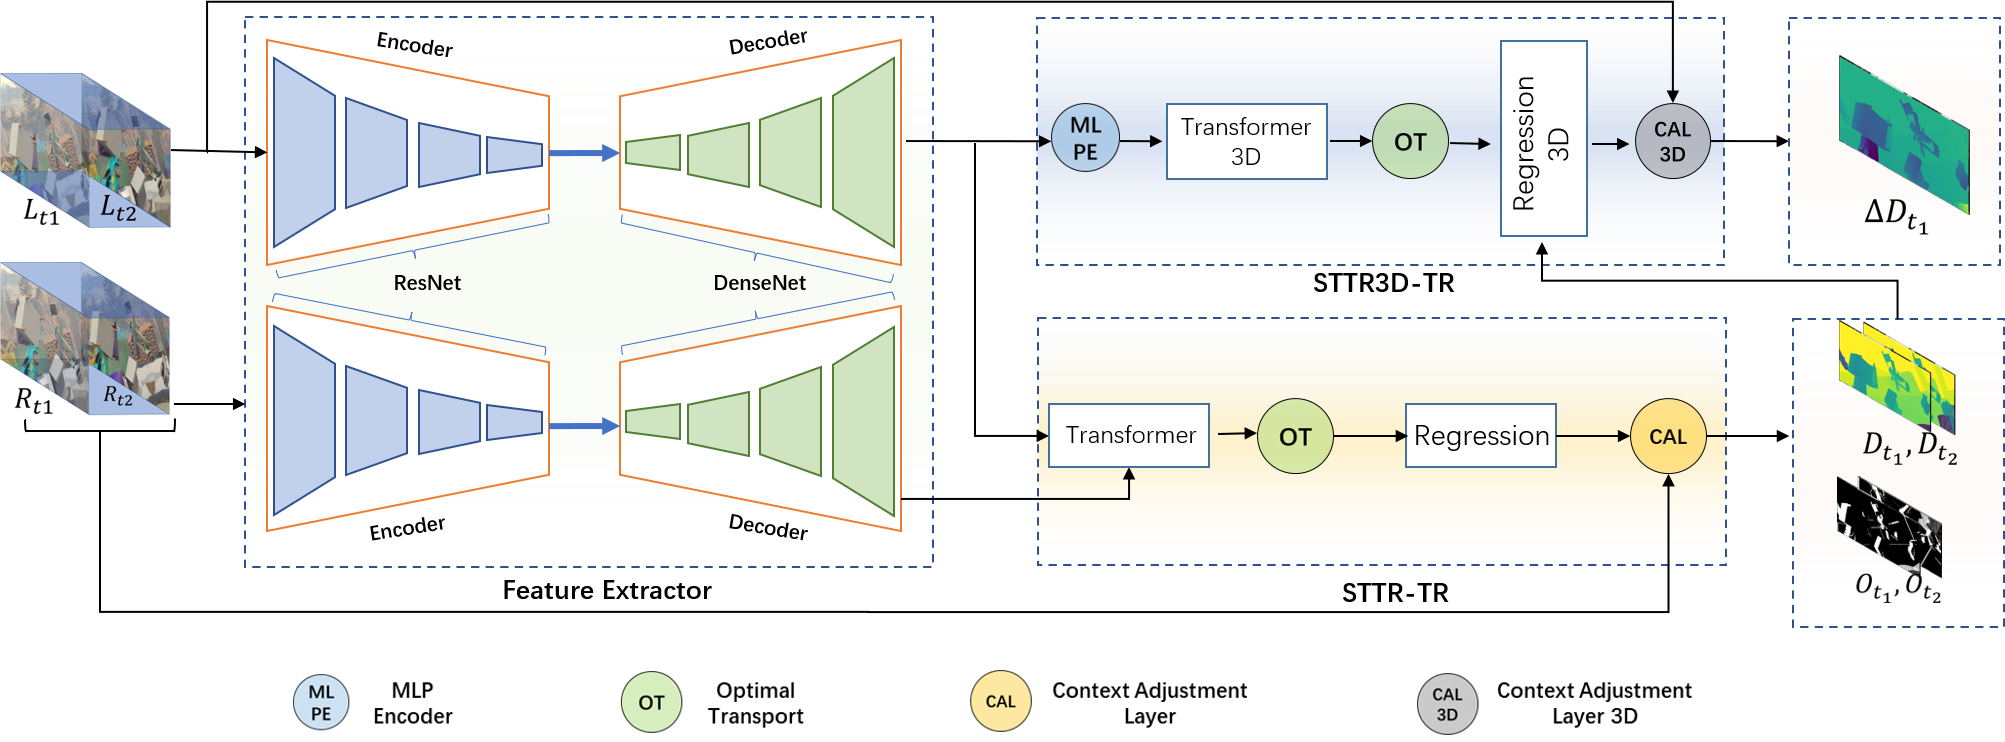 Encoder
Decoder
L_{t1}
L_{t2}
ResNet
DenseNet
R_{t1}
R_{t2}
Encoder
Decoder
Feature Extractor
ML
PE
Transformer
3D
OT
Regression
3D
CAL
3D
STTR3D-TR
ΔD_{t_1}
Transformer
OT
Regression
CAL
STTR-TR
D_{t_1}, D_{t_2}
O_{t_1}, O_{t_2}
ML
PE
MLP
Encoder
OT
Optimal
Transport
CAL
Context Adjustment
Layer
CAL
3D
Context Adjustment
Layer 3D